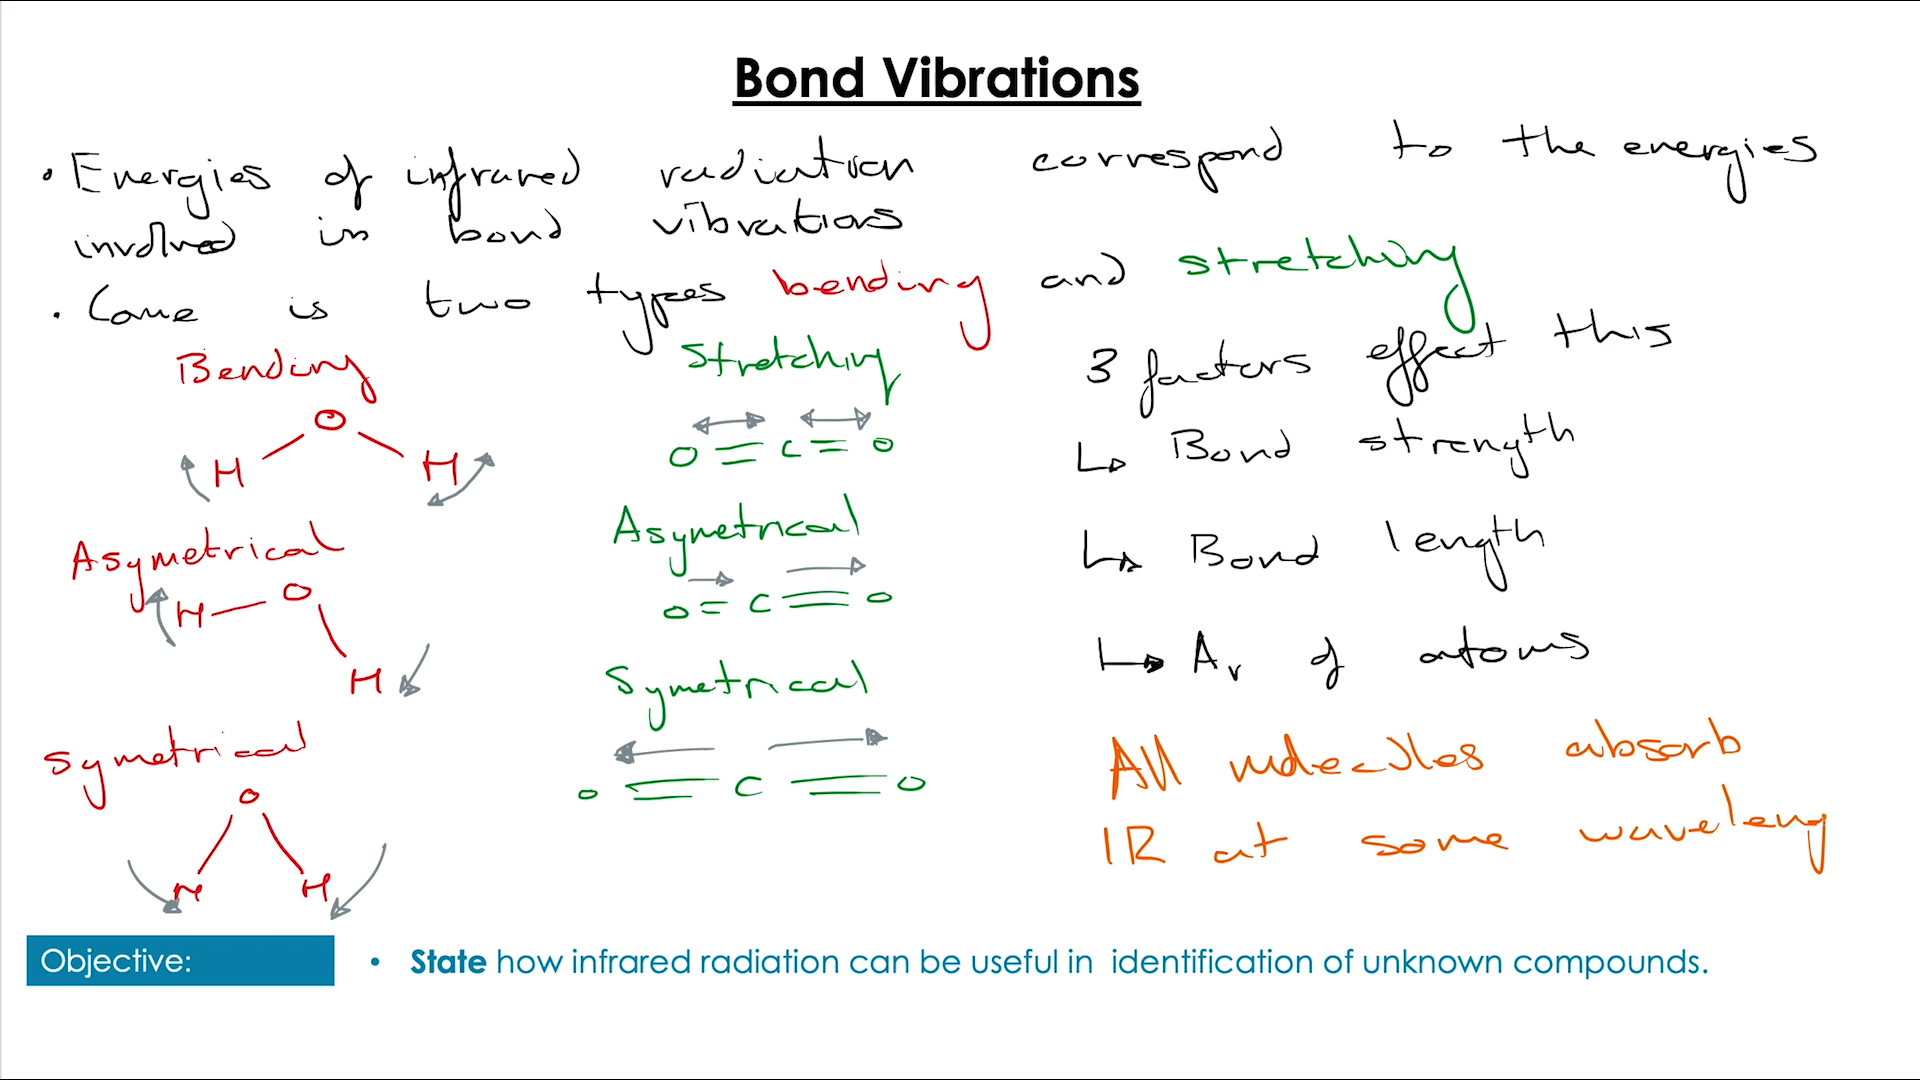 Bond Vibrations
• Energies of infrared radiation correspond to the energies
involved in bond vibrations
• Come is two types bending and stretching
Bending
O
H H
Asymetrical
H O
H
Symetrical
O
H H
Stretching
O = C = O
Asymetrical
O = C = O
Symetrical
O = C = O
3 factors effect this
↳ Bond strength
↳ Bond length
↳ Ar of atoms
All molecules absorb
IR at some waveleng
Objective:
• State how infrared radiation can be useful in identification of unknown compounds.